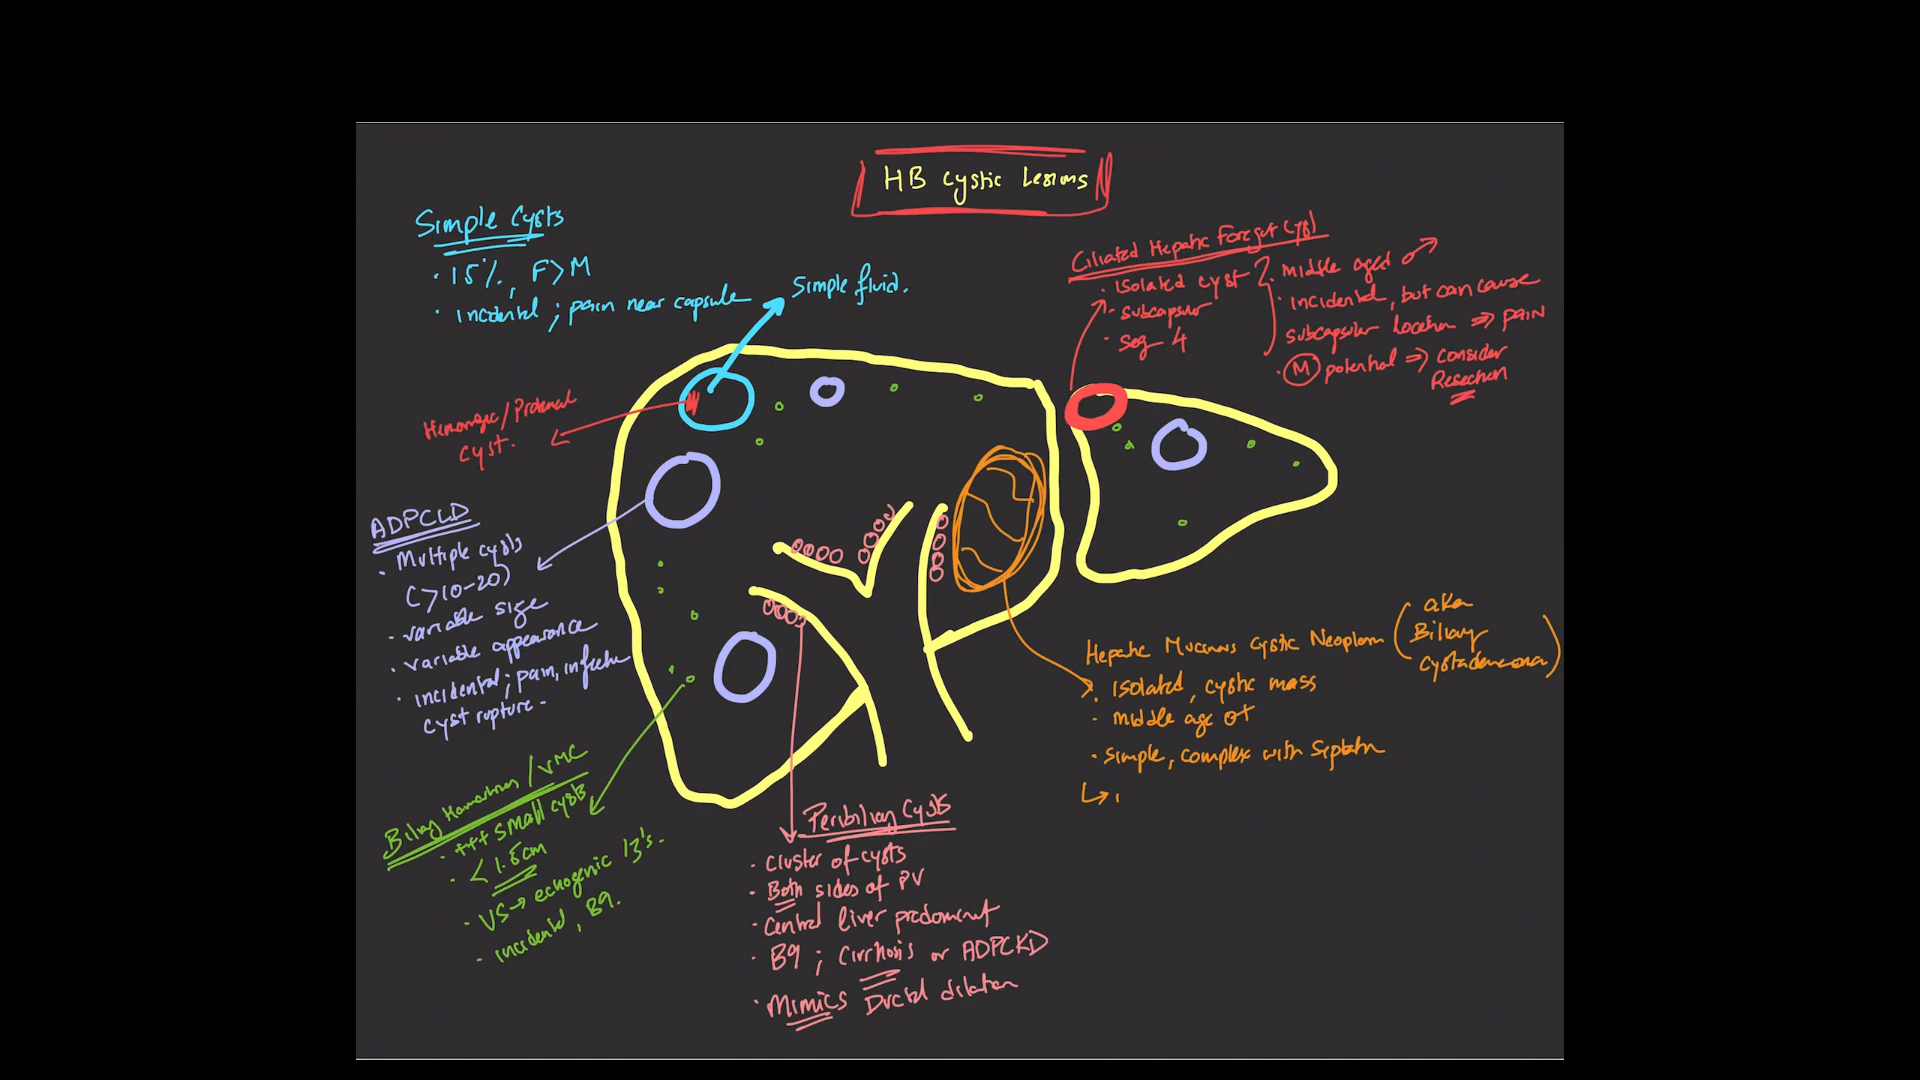 HB Cystic Lesions
Simple Cysts
· 15%, F>M
· incidental ; pain near capsule
Simple fluid.
Ciliated Hepatic Foregut Cyst
· isolated cyst
· subcapsular
· Seg 4
· Middle aged ♂
· incidental, but can cause
subcapsular location ⇒ PAIN
· M potential ⇒ consider
Resection
Hemorragic/Proteinal
Cyst.
ADPCLD
· Multiple cysts
(>10-20)
· variable size
· variable appearance
· incidental ; pain, infection
cyst rupture -
Biliary Hamartomas / VMC
· +++ small cysts
· < 1.5cm
· US → echogenic 13's.
· incidental, B9.
Peribiliary Cysts
· Cluster of cysts
· Both sides of PV
· Central liver predominant
· B9 ; Cirrhosis or ADPCKD
· Mimics Ductal dilation
Hepatic Mucinous Cystic Neoplasm
(aka
Biliary
Cystadenoma)
· isolated, cystic mass
· Middle age ♀
· simple, complex with septation
↳